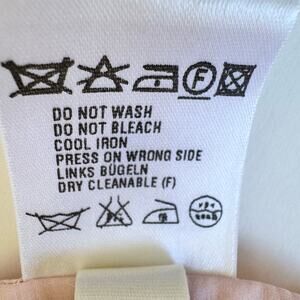 F
DO NOT WASH
DO NOT BLEACH
COOL IRON
PRESS ON WRONG SIDE
LINKS BÜGELN
DRY CLEANABLE (F)